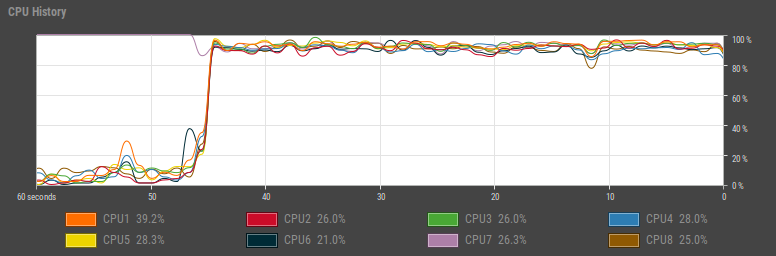 CPU History
100 %
80 %
60 %
40 %
20 %
0 %
60 seconds 50 40 30 20 10 0
CPU1 39.2% CPU2 26.0% CPU3 26.0% CPU4 28.0%
CPU5 28.3% CPU6 21.0% CPU7 26.3% CPU8 25.0%